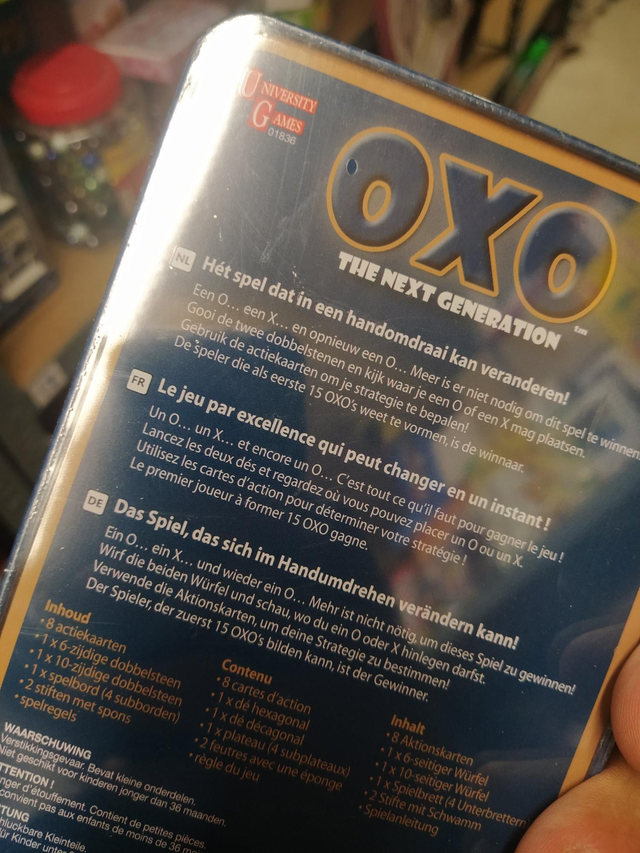 UNIVERSITY
GAMES
01836
OXO
THE NEXT GENERATION™
NL Hét spel dat in een handomdraai kan veranderen!
Een O... een X... en opnieuw een O... Meer is er niet nodig om dit spel te winnen.
Gooi de twee dobbelstenen en kijk waar je een O of een X mag plaatsen.
Gebruik de actiekaarten om je strategie te bepalen!
De speler die als eerste 15 OXO's weet te vormen, is de winnaar.
FR Le jeu par excellence qui peut changer en un instant !
Un O... un X... et encore un O... C'est tout ce qu'il faut pour gagner le jeu !
Lancez les deux dés et regardez où vous pouvez placer un O ou un X.
Utilisez les cartes d'action pour déterminer votre stratégie !
Le premier joueur à former 15 OXO gagne.
DE Das Spiel, das sich im Handumdrehen verändern kann!
Ein O... ein X... und wieder ein O... Mehr ist nicht nötig, um dieses Spiel zu gewinnen!
Wirf die beiden Würfel und schau, wo du ein O oder X hinlegen darfst.
Verwende die Aktionskarten, um deine Strategie zu bestimmen!
Der Spieler, der zuerst 15 OXO's bilden kann, ist der Gewinner.
Inhoud
• 8 actiekaarten
• 1 x 6-zijdige dobbelsteen
• 1 x 10-zijdige dobbelsteen
• 1 x spelbord (4 subborden)
• 2 stiften met spons
• spelregels
Contenu
• 8 cartes d'action
• 1 x dé hexagonal
• 1 x dé décagonal
• 1 x plateau (4 subplateaux)
• 2 feutres avec une éponge
• règle du jeu
Inhalt
• 8 Aktionskarten
• 1 x 6-seitiger Würfel
• 1 x 10-seitiger Würfel
• 1 x Spielbrett (4 Unterbretter
• 2 Stifte mit Schwamm
• Spielanleitung
WAARSCHUWING
Verstikkingsgevaar. Bevat kleine onderdelen.
Niet geschikt voor kinderen jonger dan 36 maanden.
TTENTION !
nger d'étouffement. Contient de petites pièces.
convient pas aux enfants de moins de 36 moi
TUNG
hluckbare Kleinteile.
für Kinder unter